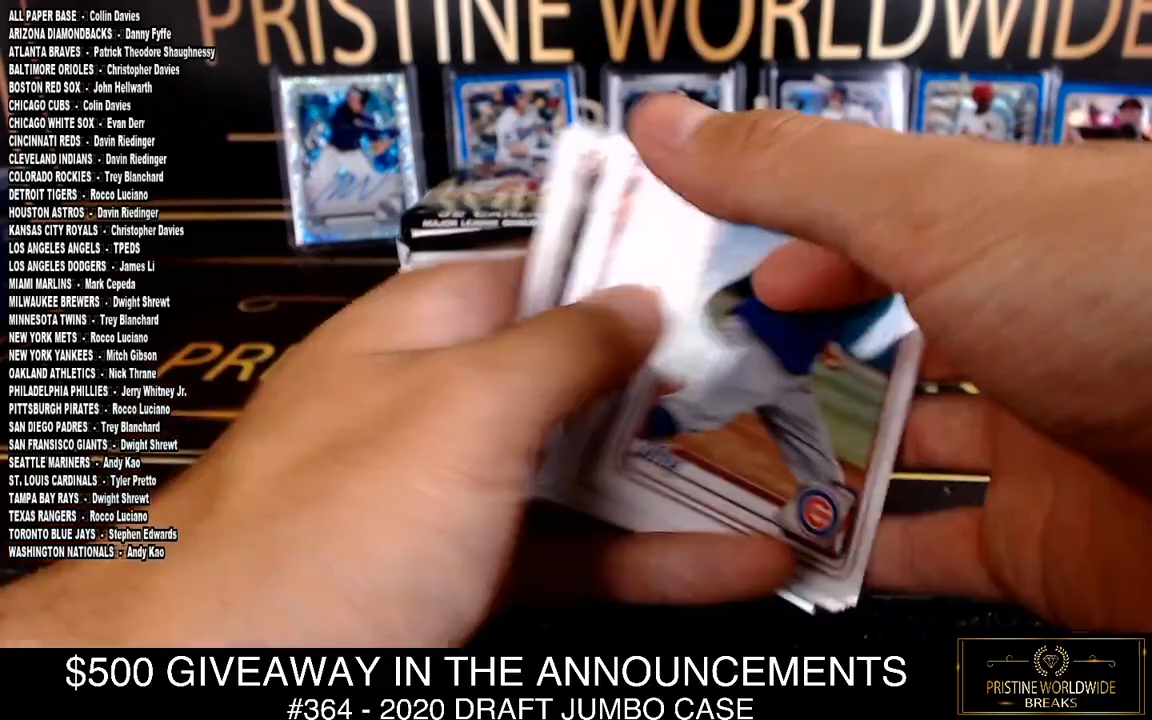 PRISTINE WORLDWIDE
ALL PAPER BASE - Collin Davies
ARIZONA DIAMONDBACKS - Danny Fyffe
ATLANTA BRAVES - Patrick Theodore Shaughnessy
BALTIMORE ORIOLES - Christopher Davies
BOSTON RED SOX - John Hellwarth
CHICAGO CUBS - Colin Davies
CHICAGO WHITE SOX - Evan Derr
CINCINNATI REDS - Davin Riedinger
CLEVELAND INDIANS - Davin Riedinger
COLORADO ROCKIES - Trey Blanchard
DETROIT TIGERS - Rocco Luciano
HOUSTON ASTROS - Davin Riedinger
KANSAS CITY ROYALS - Christopher Davies
LOS ANGELES ANGELS - TPEDS
LOS ANGELES DODGERS - James Li
MIAMI MARLINS - Mark Cepeda
MILWAUKEE BREWERS - Dwight Shrewt
MINNESOTA TWINS - Trey Blanchard
NEW YORK METS - Rocco Luciano
NEW YORK YANKEES - Mitch Gibson
OAKLAND ATHLETICS - Nick Thrane
PHILADELPHIA PHILLIES - Jerry Whitney Jr.
PITTSBURGH PIRATES - Rocco Luciano
SAN DIEGO PADRES - Trey Blanchard
SAN FRANSISCO GIANTS - Dwight Shrewt
SEATTLE MARINERS - Andy Kao
ST. LOUIS CARDINALS - Tyler Pretto
TAMPA BAY RAYS - Dwight Shrewt
TEXAS RANGERS - Rocco Luciano
TORONTO BLUE JAYS - Stephen Edwards
WASHINGTON NATIONALS - Andy Kao
$500 GIVEAWAY IN THE ANNOUNCEMENTS
#364 - 2020 DRAFT JUMBO CASE
PRISTINE WORLDWIDE
BREAKS